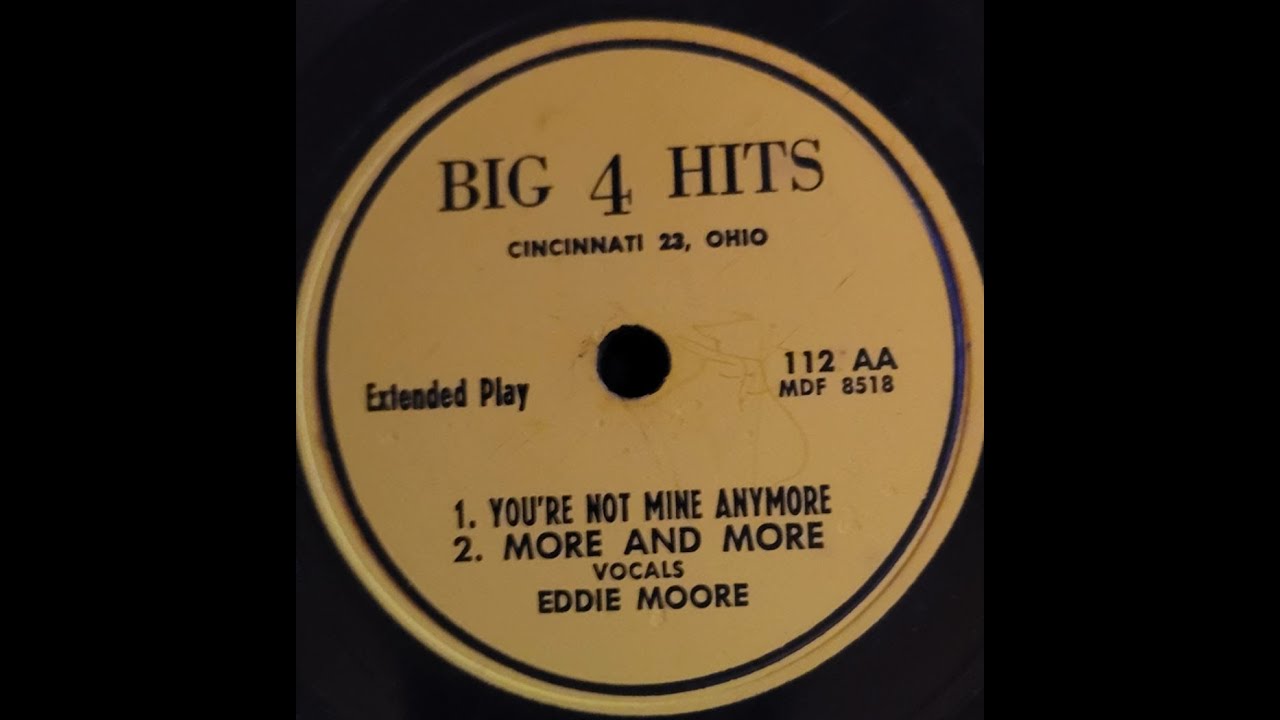 BIG 4 HITS
CINCINNATI 23, OHIO
Extended Play
112 AA
MDF 8518
1. YOU'RE NOT MINE ANYMORE
2. MORE AND MORE
VOCALS
EDDIE MOORE